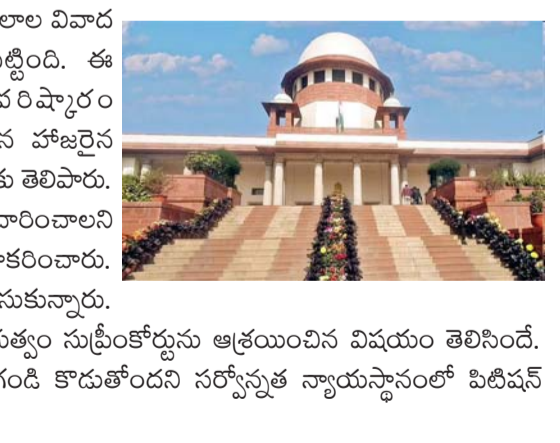 లాల వివాద
ట్టింది. ఈ
పరిష్కారం
న హాజరైన
కు తెలిపారు.
చారించాలని
కరించారు.
సుకున్నారు.
త్వం సుప్రీంకోర్టును ఆశ్రయించిన విషయం తెలిసిందే.
గండి కొడుతోందని సర్వోన్నత న్యాయస్థానంలో పిటిషన్